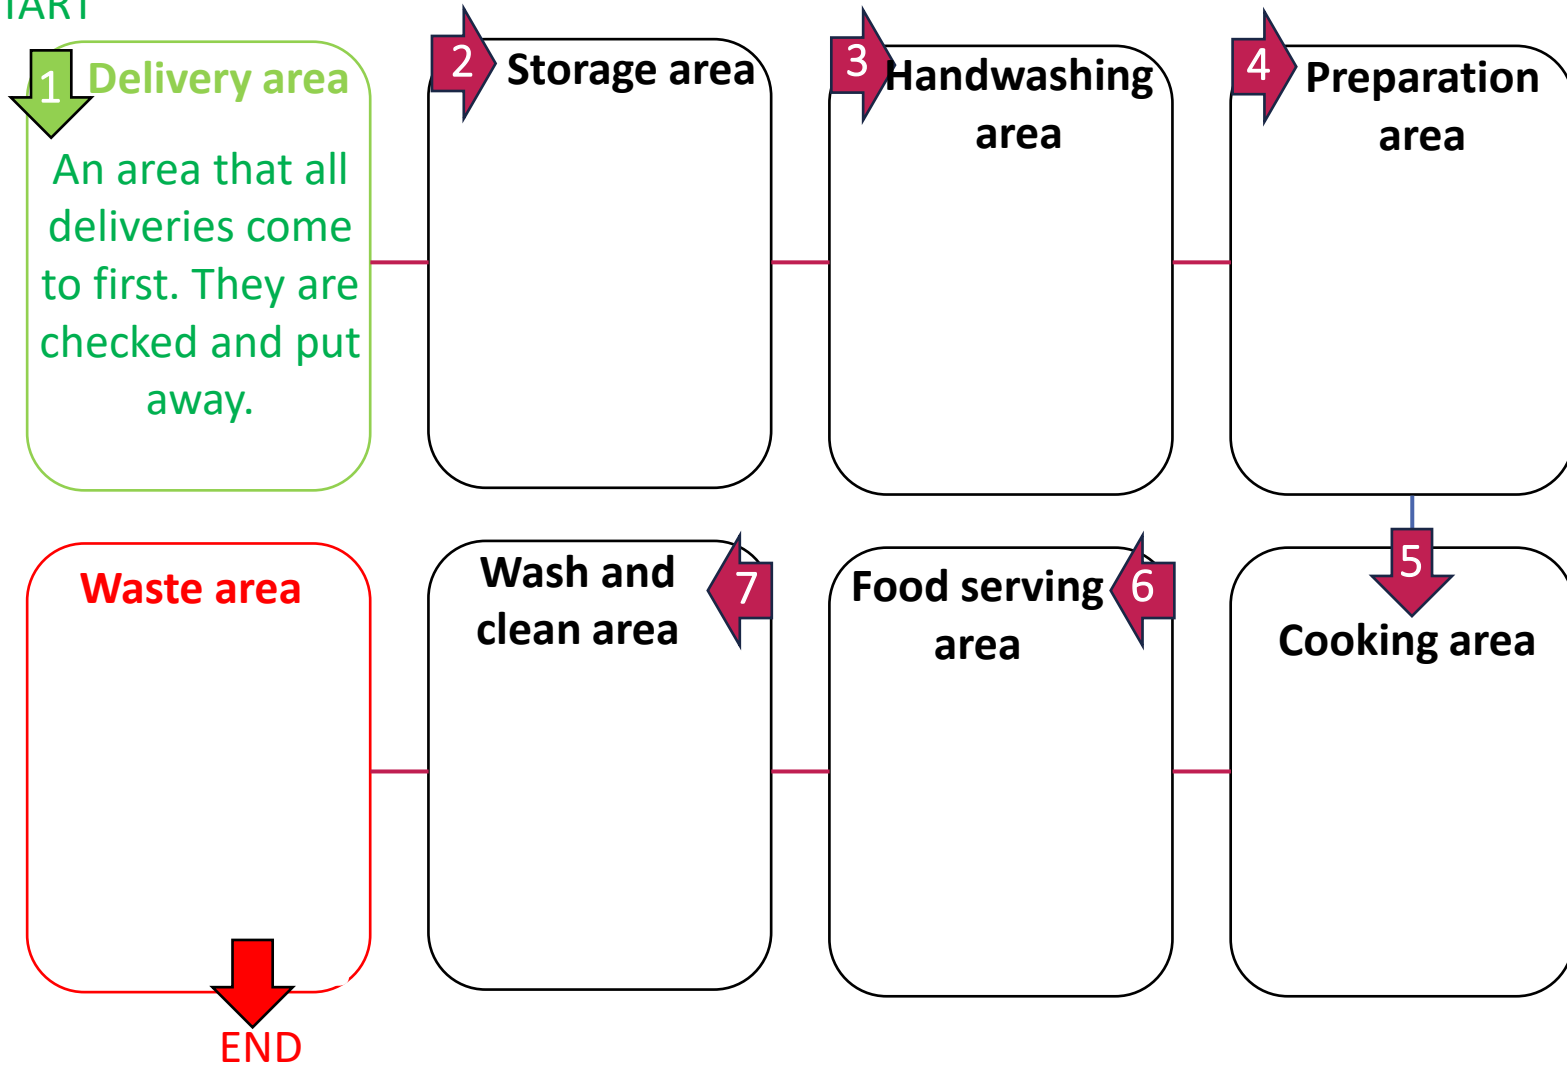 TART
1
Delivery area
An area that all
deliveries come
to first. They are
checked and put
away.
2
Storage area
3
Handwashing
area
4
Preparation
area
5
Cooking area
6
Food serving
area
7
Wash and
clean area
Waste area
END